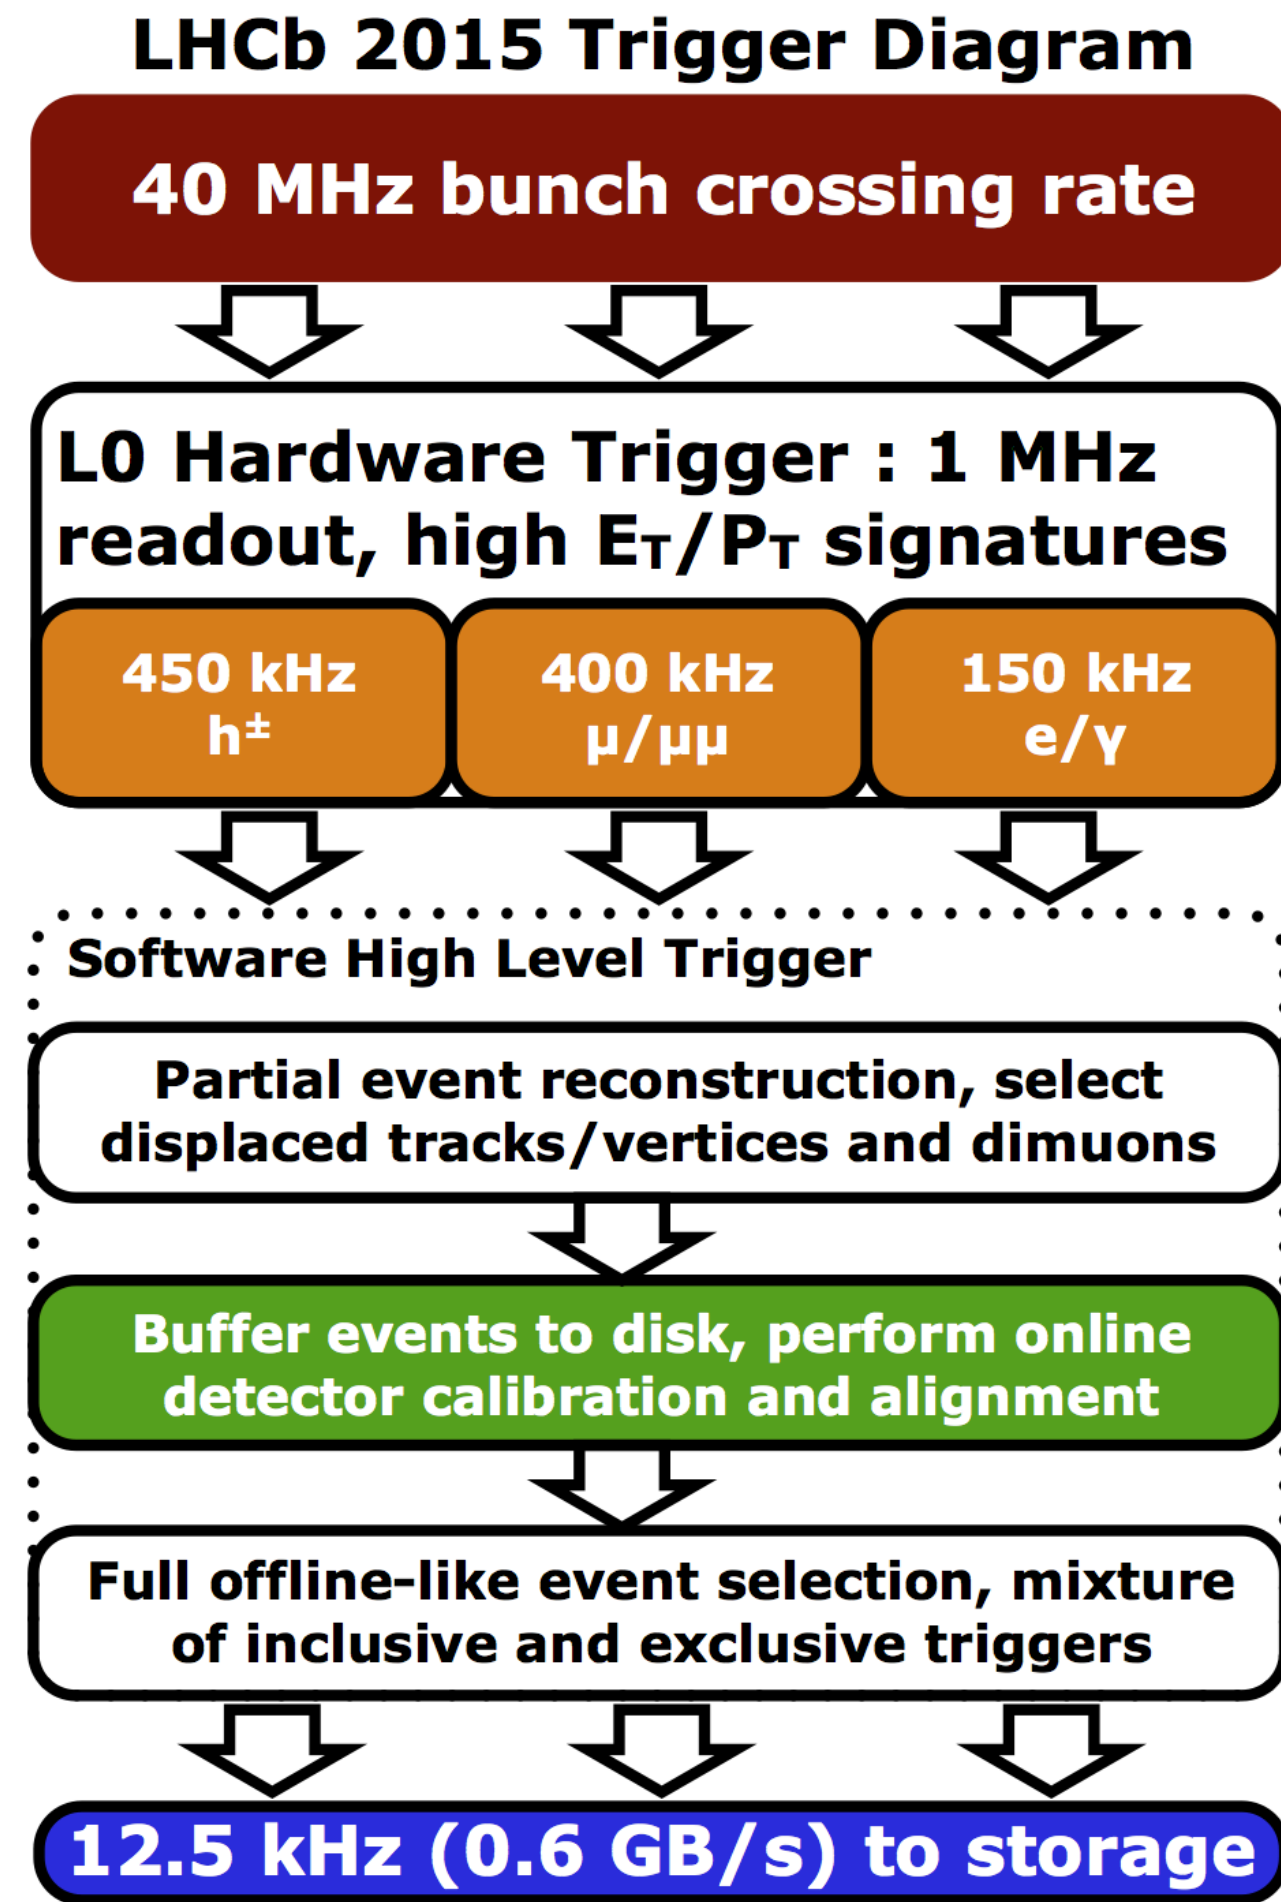 LHCb 2015 Trigger Diagram
40 MHz bunch crossing rate
L0 Hardware Trigger : 1 MHz
readout, high ET/PT signatures
450 kHz
h±
400 kHz
μ/μμ
150 kHz
e/γ
Software High Level Trigger
Partial event reconstruction, select
displaced tracks/vertices and dimuons
Buffer events to disk, perform online
detector calibration and alignment
Full offline-like event selection, mixture
of inclusive and exclusive triggers
12.5 kHz (0.6 GB/s) to storage